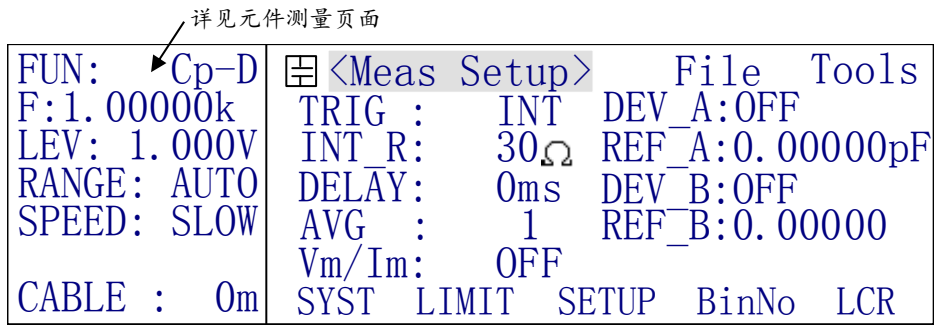 详见元件测量页面
FUN: Cp-D
F:1.00000k
LEV: 1.000V
RANGE: AUTO
SPEED: SLOW
CABLE : 0m
<Meas Setup> File Tools
TRIG : INT DEV_A:OFF
INT_R: 30Ω REF_A:0.00000pF
DELAY: 0ms DEV_B:OFF
AVG : 1 REF_B:0.00000
Vm/Im: OFF
SYST LIMIT SETUP BinNo LCR